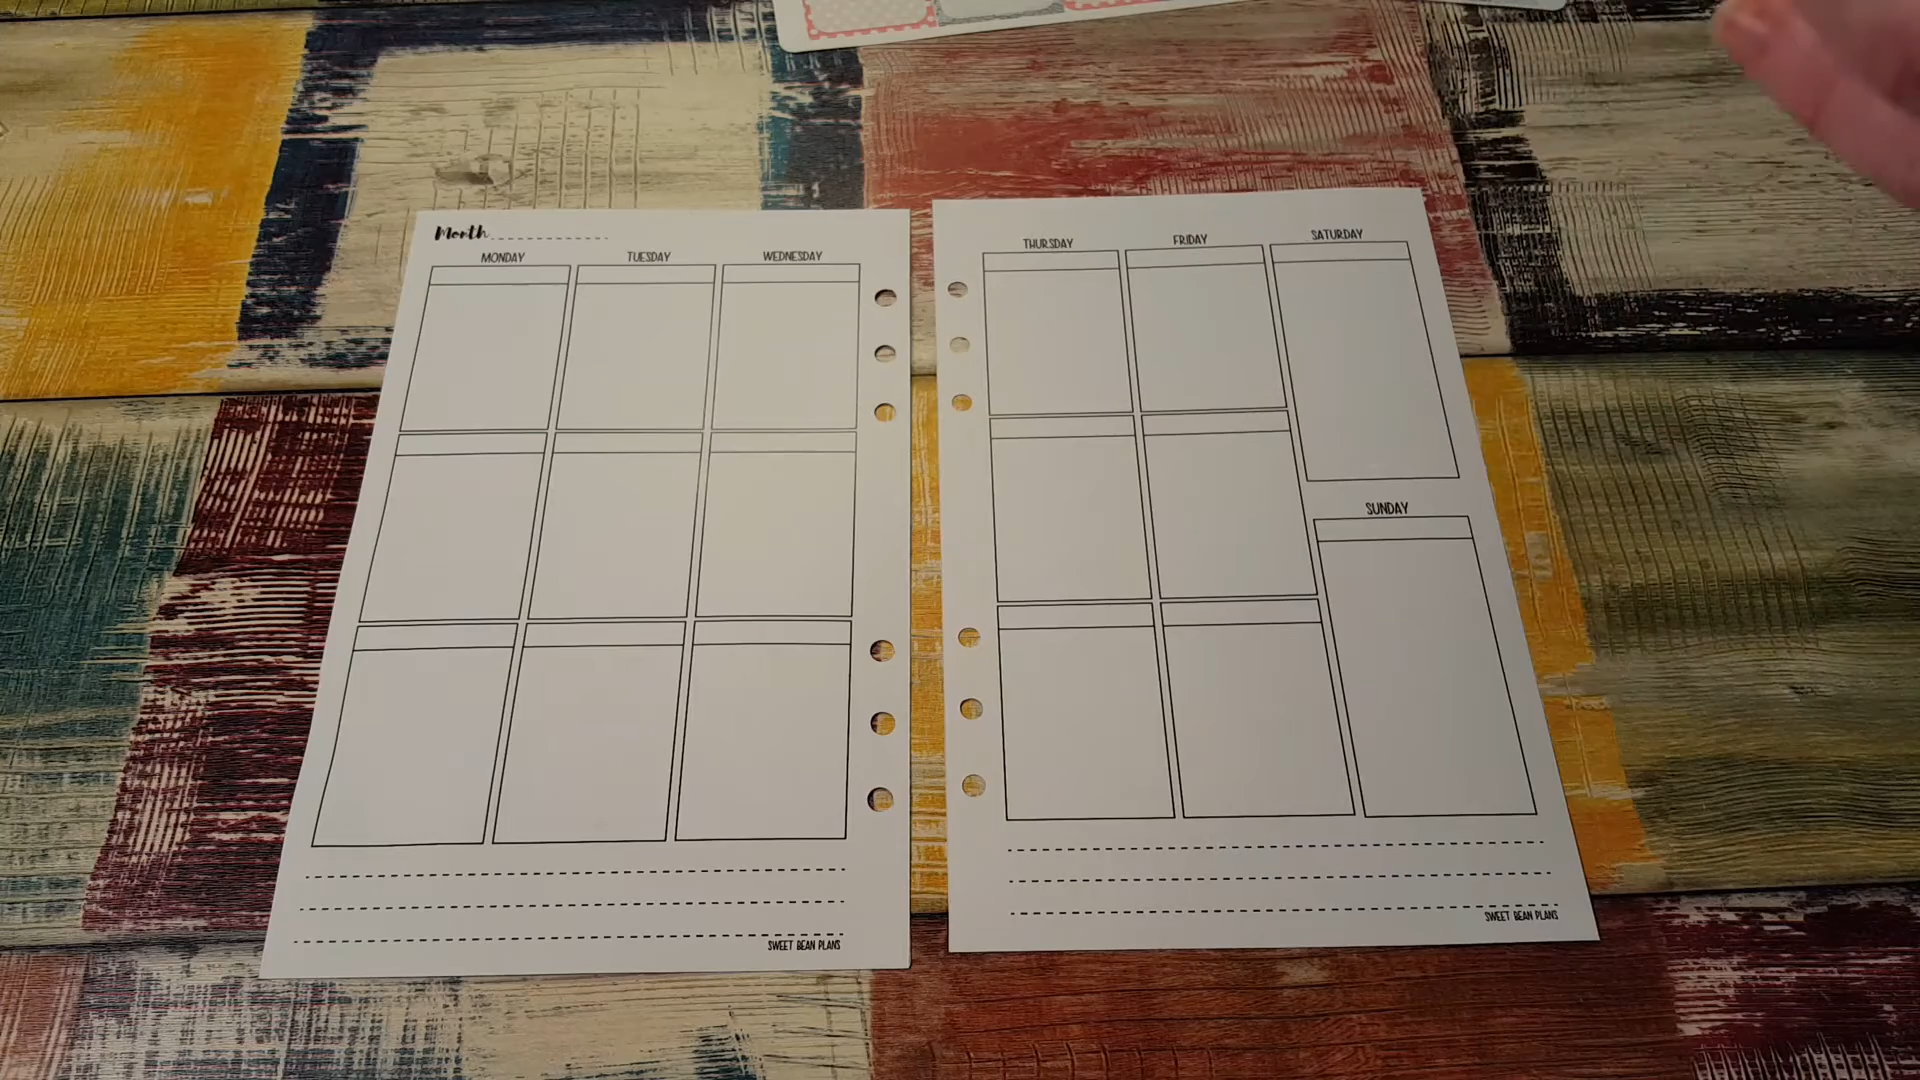 Month
MONDAY TUESDAY WEDNESDAY
SWEET BEAN PLANS
THURSDAY FRIDAY SATURDAY
SUNDAY
SWEET BEAN PLANS